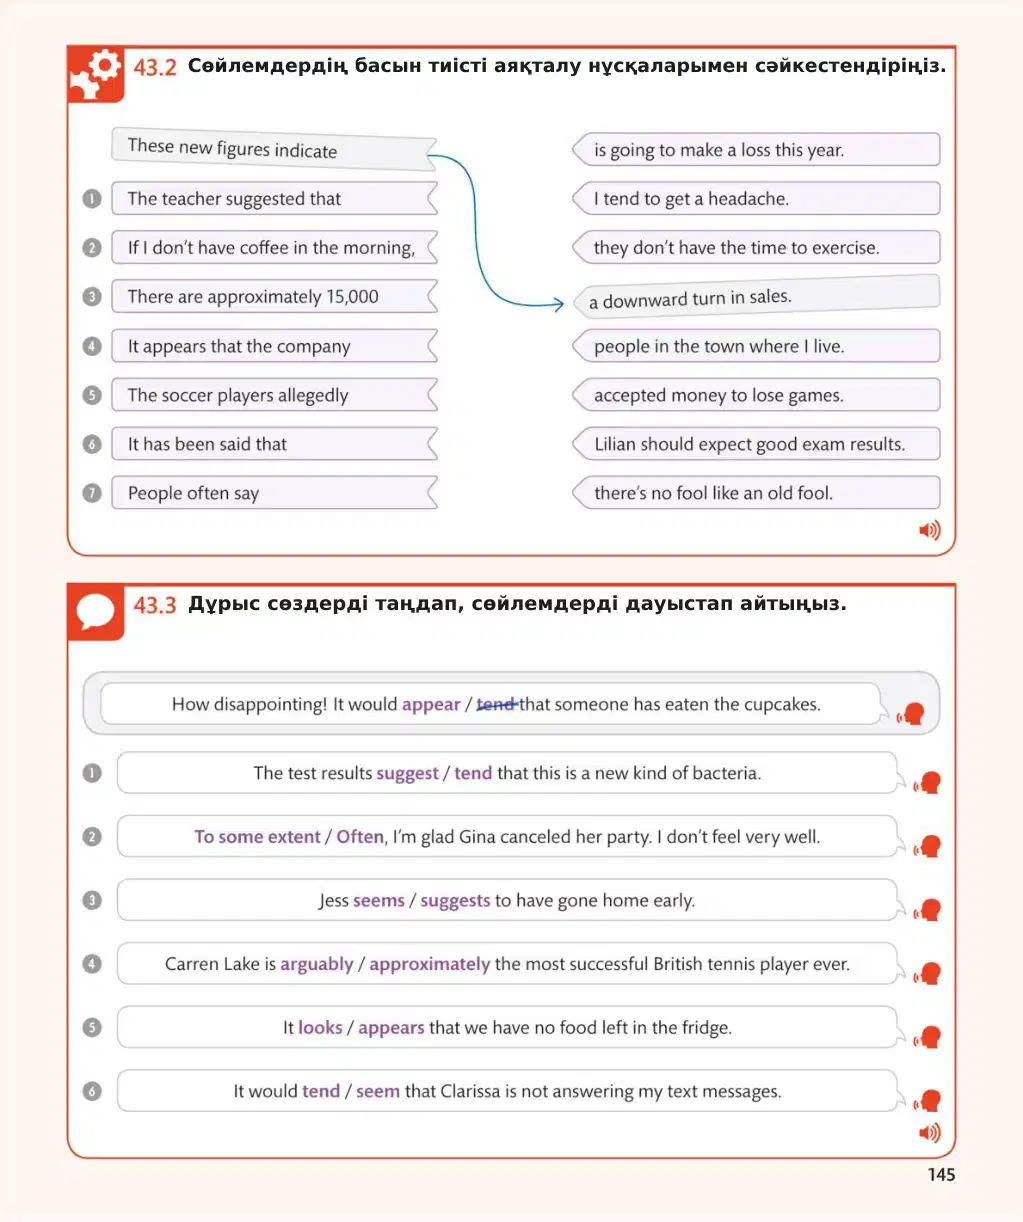 43.2 Сөйлемдердің басын тиісті аяқталу нұсқаларымен сәйкестендіріңіз.
These new figures indicate
is going to make a loss this year.
1 The teacher suggested that
I tend to get a headache.
2 If I don't have coffee in the morning,
they don't have the time to exercise.
3 There are approximately 15,000
a downward turn in sales.
4 It appears that the company
people in the town where I live.
5 The soccer players allegedly
accepted money to lose games.
6 It has been said that
Lilian should expect good exam results.
7 People often say
there's no fool like an old fool.
43.3 Дұрыс сөздерді таңдап, сөйлемдерді дауыстап айтыңыз.
How disappointing! It would appear / tend that someone has eaten the cupcakes.
1 The test results suggest / tend that this is a new kind of bacteria.
2 To some extent / Often, I'm glad Gina canceled her party. I don't feel very well.
3 Jess seems / suggests to have gone home early.
4 Carren Lake is arguably / approximately the most successful British tennis player ever.
5 It looks / appears that we have no food left in the fridge.
6 It would tend / seem that Clarissa is not answering my text messages.
145